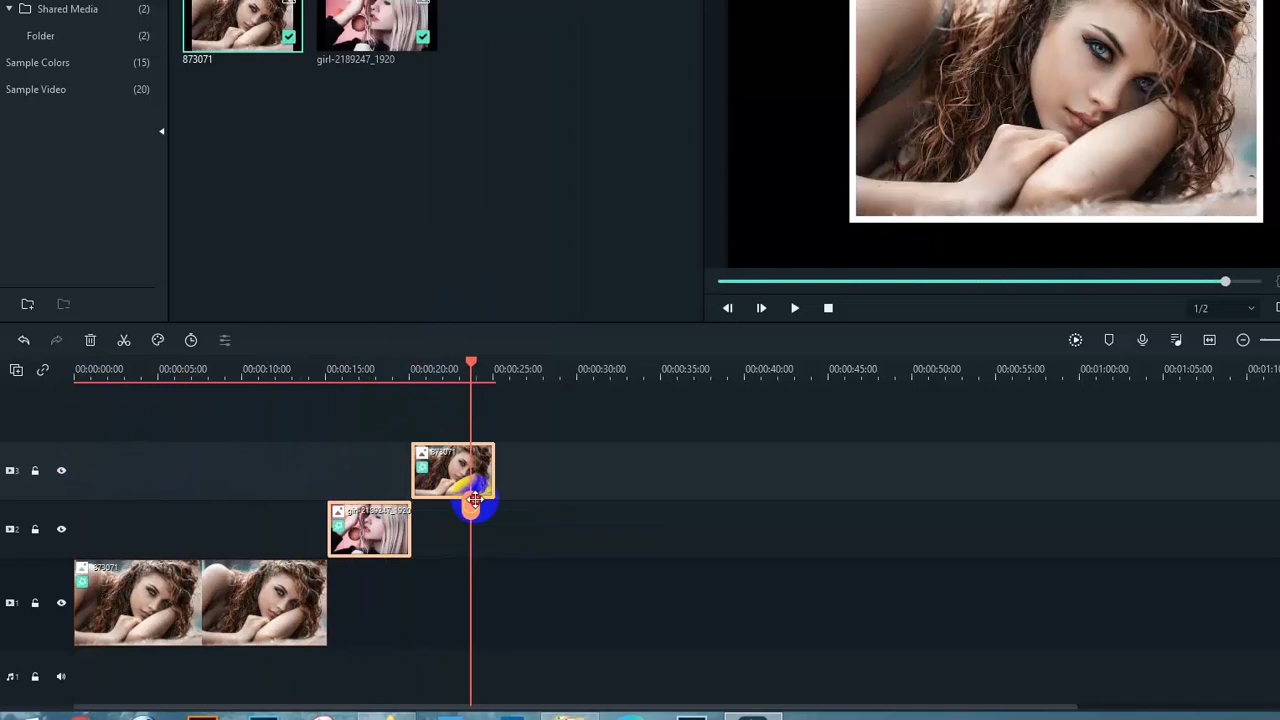 Shared Media (2)
Folder (2)
Sample Colors (15)
Sample Video (20)
873071
girl-2189247_1920
1/2
00:00:00:00 00:00:05:00 00:00:10:00 00:00:15:00 00:00:20:00 00:00:25:00 00:00:30:00 00:00:35:00 00:00:40:00 00:00:45:00 00:00:50:00 00:00:55:00 00:01:00:00 00:01:05:00 00:01:10
873071
3
girl-2189247_1920
2
873071
1
1